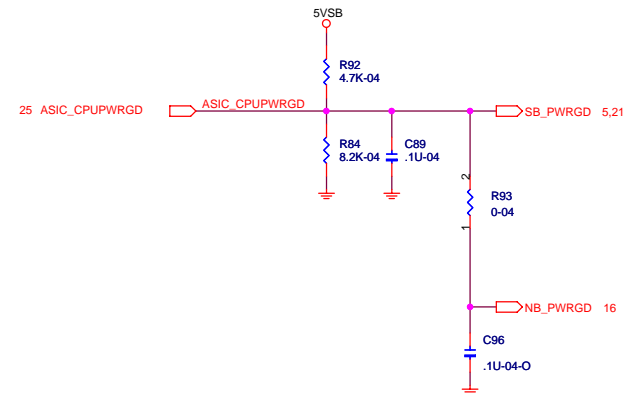 5VSB
R92
4.7K-04
25 ASIC_CPUPWRGD
ASIC_CPUPWRGD
SB_PWRGD 5,21
R84
8.2K-04
C89
.1U-04
2
R93
0-04
1
NB_PWRGD 16
C96
.1U-04-O